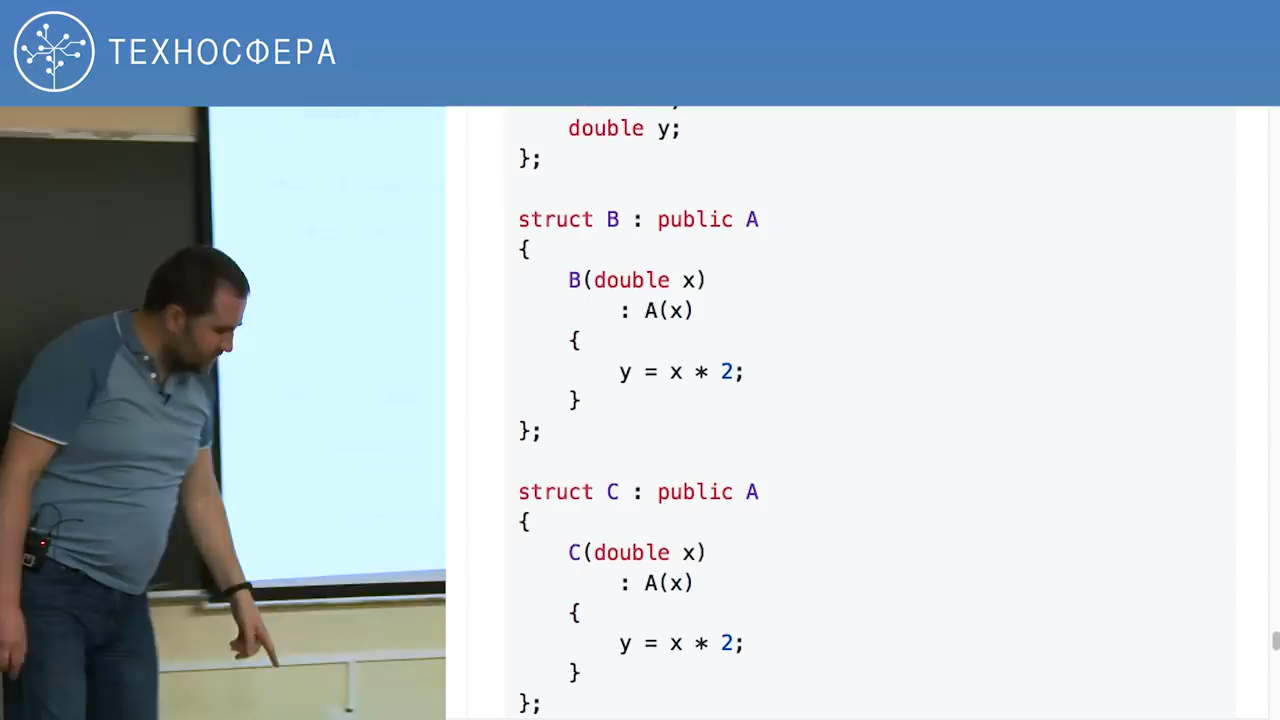 ТЕХНОСФЕРА
double y;
};
struct B : public A
{
B(double x)
: A(x)
{
y = x * 2;
}
};
struct C : public A
{
C(double x)
: A(x)
{
y = x * 2;
}
};